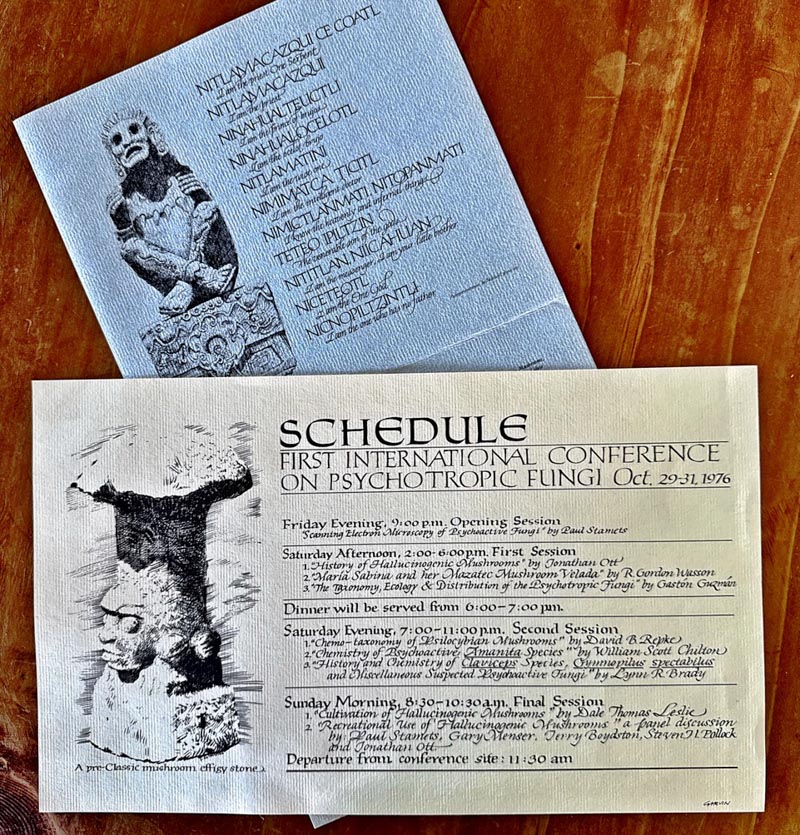 NITLAMACAZQUI CE COATL
I am the priest One Serpent
NITLAMACAZQUI
I am the priest
NINAHUALTEUCTLI
NINAHUALOCELOTL
NITLAMATINI
I am the wise one
NIMIMATCA TICITL
NIMICTLANMATI NITOPANMATI
TETEO IPILTZIN
The venerable son of the gods
NITITLAN NIICAHUAN
NICETEOTL
I am the One God
NICNOPILTZINTLI
I am the one who has no father
SCHEDULE
FIRST INTERNATIONAL CONFERENCE
ON PSYCHOTROPIC FUNGI Oct. 29-31, 1976
Friday Evening, 9:00 p.m. Opening Session
"Scanning Electron Microscopy of Psychoactive Fungi" by Paul Stamets
Saturday Afternoon, 2:00-6:00 p.m. First Session
1. "History of Hallucinogenic Mushrooms" by Jonathan Ott
2. "María Sabina and her Mazatec Mushroom Velada" by R. Gordon Wasson
3. "The Taxonomy, Ecology & Distribution of the Psychotropic Fungi" by Gastón Guzmán
Dinner will be served from 6:00-7:00 p.m.
Saturday Evening, 7:00-11:00 p.m. Second Session
1. "Chemo-taxonomy of Psilocybian Mushrooms" by David B. Repke
2. "Chemistry of Psychoactive Amanita Species" by William Scott Chilton
3. "History and Chemistry of Claviceps Species, Gymnopilus spectabilus
and Miscellaneous Suspected Psychoactive Fungi" by Lynn R. Brady
Sunday Morning, 8:30-10:30 a.m. Final Session
1. "Cultivation of Hallucinogenic Mushrooms" by Dale Thomas Leslie
2. "Recreational Use of Hallucinogenic Mushrooms" a panel discussion
by: Paul Stamets, Gary Menser, Terry Boydston, Steven H. Pollock
and Jonathan Ott
Departure from conference site: 11:30 am
A pre-Classic mushroom effigy stone
GARVIN